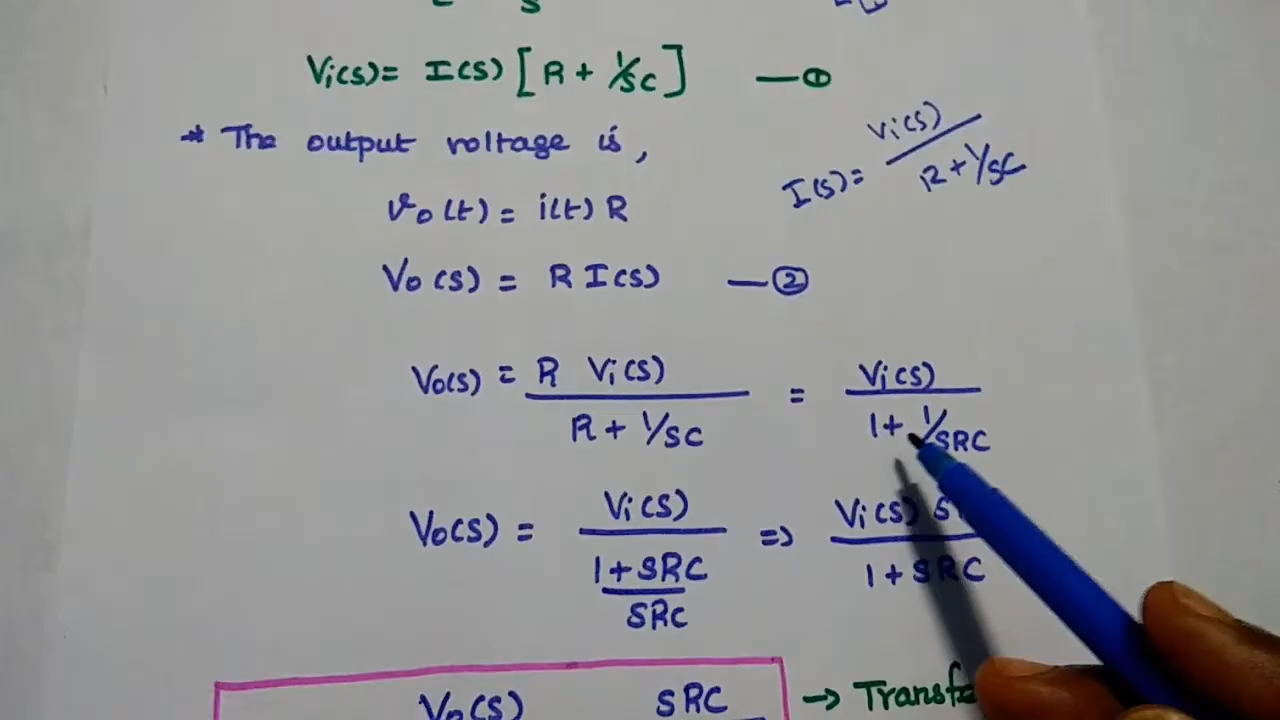 Vi(s) = I(s) [R + 1/SC] — ①
* The output voltage is,
I(s) = Vi(s) / R + 1/SC
vo(t) = i(t) R
Vo(s) = R I(s) — ②
Vo(s) = R Vi(s) / R + 1/SC = Vi(s) / 1 + 1/SRC
Vo(s) = Vi(s) / 1 + SRC / SRC => Vi(s) / 1 + SRC
Vo(s) SRC →